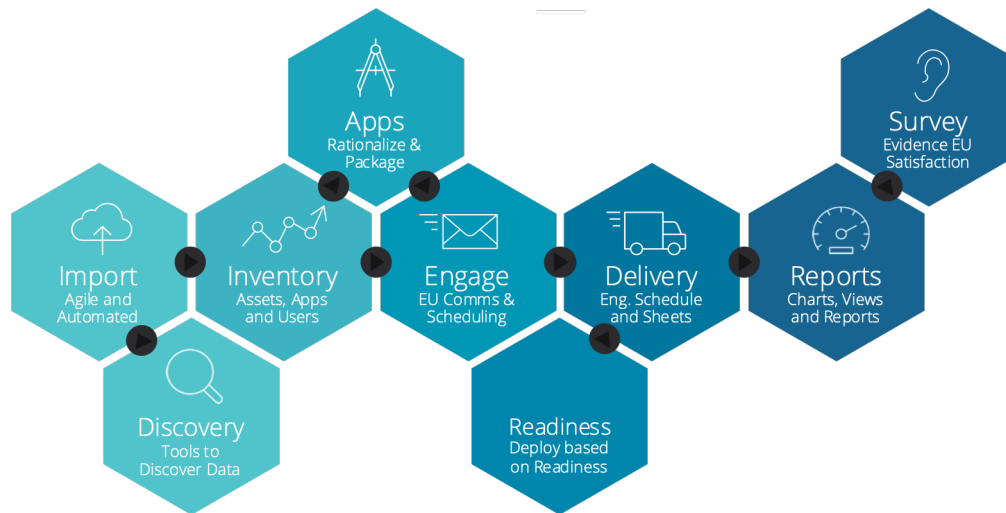 Apps
Rationalize &
Package
Survey
Evidence EU
Satisfaction
Import
Agile and
Automated
Inventory
Assets, Apps
and Users
Engage
EU Comms &
Scheduling
Delivery
Eng. Schedule
and Sheets
Reports
Charts, Views
and Reports
Discovery
Tools to
Discover Data
Readiness
Deploy based
on Readiness